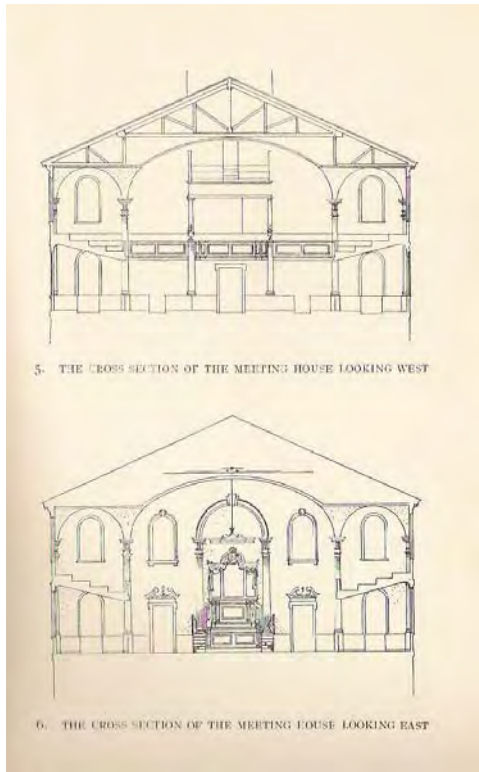 5. THE CROSS SECTION OF THE MEETING HOUSE LOOKING WEST
6. THE CROSS SECTION OF THE MEETING HOUSE LOOKING EAST